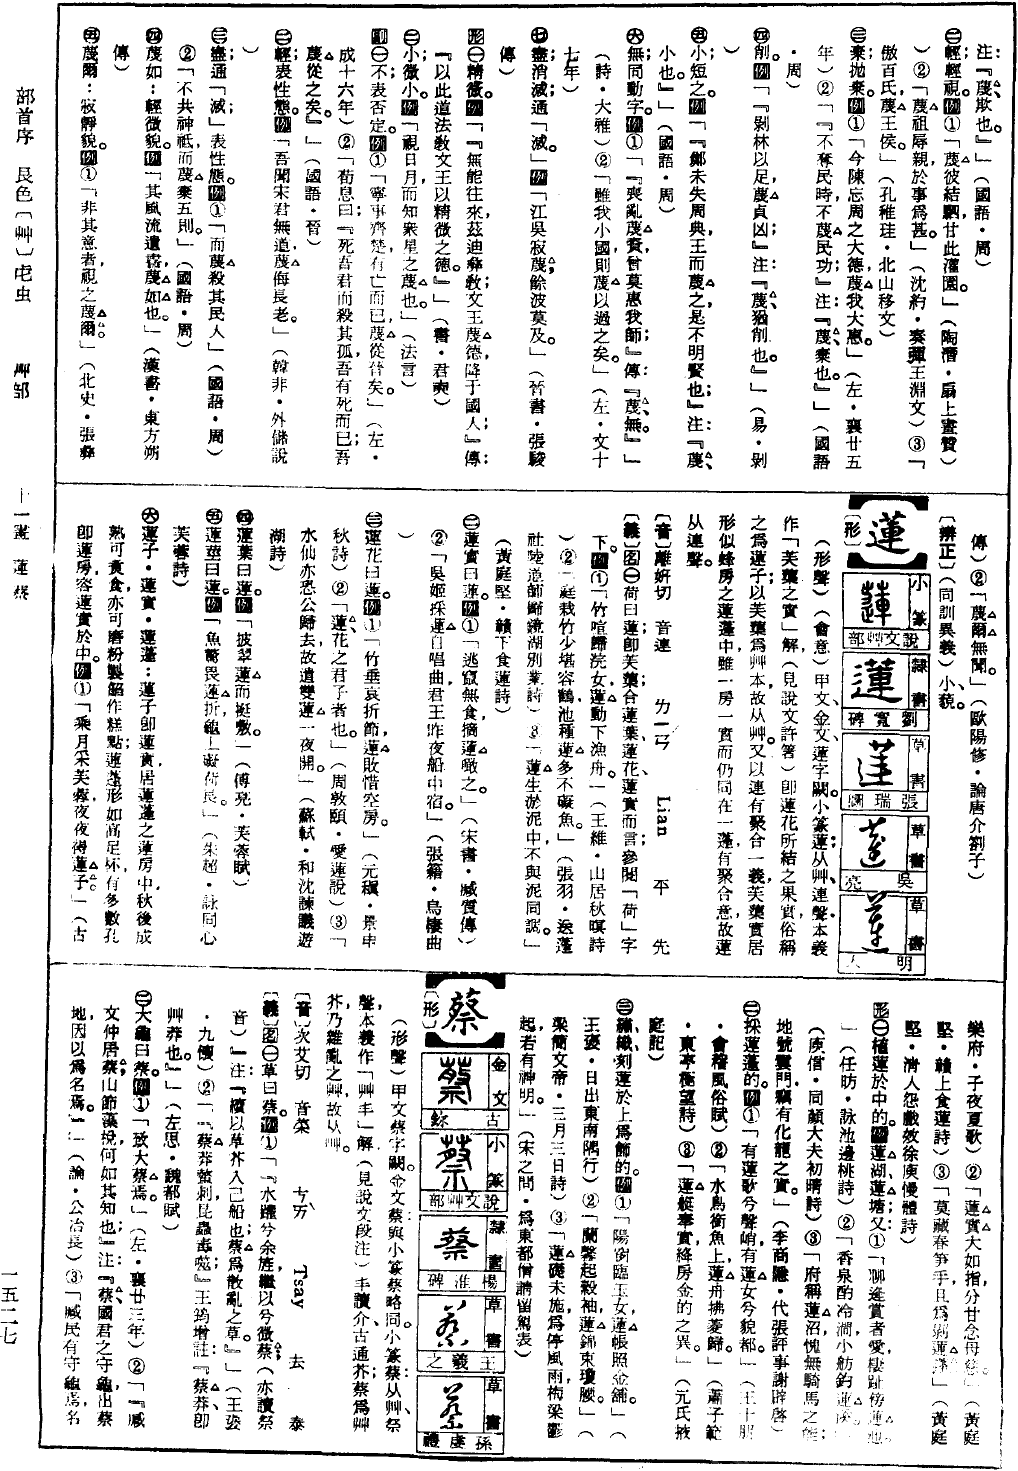 注：『蔑、欺也。』」（國語・周）
㊁輕輕視。例①「蔑彼結駟，甘此灌園。」（陶潛・扇上畫贊）
②「蔑祖辱親，於事爲甚。」（沈約・奏彈王源文）③「
傲百氏，蔑王侯。」（孔稚珪・北山移文）
㊂棄拋棄。例①「今陳忘周之大德，蔑我大惠。」（左・襄廿五
年）②「『不奪民時，不蔑民功』注：『蔑、棄也。』」（國語
・周）
㊃削。例「『剝牀以足，蔑貞凶』注：『蔑、猶削也。』」（易・剝
）
㊄小短之。例「『鄭未失周典，王而蔑之，是不明賢也』注：『蔑、
小也。』」（國語・周）
㊅無同動字。例①「『喪亂蔑資，曾莫惠我師』傳：『蔑、無。』」
（詩・大雅）②「雖我小國，則蔑以過之矣。」（左・文十
七年）
㊆盡消滅；通「滅」。例「江吳寂蔑，餘波莫及。」（晉書・張駿
傳）
形㊀精微。例「『無能往來茲迪彝敎，文王蔑德降于國人』傳：
『以此道法敎文王以精微之德。』」（書・君奭）
㊁小微小。例「視日月而知衆星之蔑也。」（法言）
副㊀不表否定。例①「寧事齊楚，有亡而已，蔑從晉矣。」（左・
成十六年）②「荀息曰：『死吾君而殺其孤，吾有死而已，吾
蔑從之矣。』」（國語・晉）
㊁輕表性態。例「吾聞宋君無道，蔑侮長老。」（韓非・外儲說
）
㊂盡通「滅」；表性態。例①「而蔑殺其民人」（國語・周）
②「不共神祇，而蔑棄五則。」（國語・周）
㊃蔑如：輕微貌。例「其風流遺書，蔑如也。」（漢書・東方朔
傳）
㊄蔑爾：寂靜貌。例①「非其意者，視之蔑爾。」（北史・張彝
傳）②「蔑爾無聞。」（歐陽修・論唐介劄子）
〔辨正〕（同訓異義）小、藐。
【蓮】
〔形〕
小篆 說文艸部
隸書 劉寬碑
草書 張瑞圖
草書 吳亮
草書 明人
（形聲）（會意）甲文、金文蓮字闕。小篆蓮从艸、連聲，本義
作「芙蕖之實」解（見說文許箸），卽蓮花所結之果實，俗稱
之爲蓮子；以芙蕖爲艸本，故从艸。又以連有聚合一義，芙蕖實居
形似蜂房之蓮蓬中，雖一房一實而仍同在一蓬，有聚合意，故蓮
从連聲。
〔音〕離姸切 音連 ㄌㄧㄢ Lian 平 先
〔義〕名㊀荷曰蓮；卽芙蕖，合蓮葉、蓮花、蓮實而言，參閱「荷」字
下。例①「竹喧歸浣女，蓮動下漁舟。」（王維・山居秋暝詩
）②「庭栽竹少堪容鶴，池種蓮多不礙魚。」（張羽・送蓬
社陸道師歸鏡湖別業詩）③「蓮生淤泥中，不與泥同調。」
（黃庭堅・贛下食蓮詩）
㊁蓮實曰蓮。例①「逃竄無食，摘蓮噉之。」（宋書・臧質傳）
②「吳姬採蓮自唱曲，君王昨夜船中宿。」（張籍・烏棲曲
）
㊂蓮花曰蓮。例①「竹垂哀折節，蓮敗惜空房。」（元稹・景申
秋詩）②「蓮，花之君子者也。」（周敦頤・愛蓮說）③「
水仙亦恐公歸去，故遣雙蓮一夜開。」（蘇軾・和沈諫議遊
湖詩）
㊃蓮葉曰蓮。例「披翠蓮而挺敷。」（傅亮・芙蓉賦）
㊄蓮莖曰蓮。例「魚驚畏蓮折，龜上礙荷長。」（朱超・詠同心
芙蓉詩）
㊅蓮子・蓮實・蓮蓬：蓮子卽蓮實，居蓮蓬之蓮房中，秋後成
熟，可煑食，亦可磨粉製餡作糕點；蓮蓬形如高足杯，有多數孔，
卽蓮房，容蓮實於中。例①「乘月采芙蓉，夜夜得蓮子。」（古
樂府・子夜夏歌）②「蓮實大如指，分甘念母慈。」（黃庭
堅・贛上食蓮詩）③「莫藏春笋手，且爲剝蓮蓬。」（黃庭
堅・淸人怨戲效徐庾慢體詩）
形㊀植蓮於中的。例蓮湖、蓮塘又①「聊逢賞者愛，棲趾傍蓮池
」（任昉・詠池邊桃詩）②「香泉酌冷澗，小舫釣蓮溪。」
（庾信・同顏大夫初晴詩）③「府稱蓮沼，愧無騎馬之能；
地號雲門，竊有化龍之實。」（李商隱・代張評事謝辟啓）
㊁採蓮蓬的。例①「有蓮歌兮聲峭，有蓮女兮貌都。」（王十朋
・會稽風俗賦）②「水鳥銜魚上，蓮舟拂菱歸。」（蕭子範
・東亭極望詩）③「蓮艇奉實，絳房金的之異。」（元氏掖
庭記）
㊂繡、織、刻蓮於上爲飾的。例①「陽窗臨玉女，蓮帳照金鋪。」（
王褒・日出東南隅行）②「蘭馨起縠袖，蓮錦束瓊腰。」（
梁簡文帝・三月三日詩）③「蓮礎未施，爲停風雨，梅梁鬱
起，若有神明。」（宋之問・爲東都僧請留駕表）
【蔡】
〔形〕
金文 古鉥
小篆 說文艸部
隸書 楊淮碑
草書 王羲之
草書 孫虔禮
（形聲）甲文蔡字闕。金文蔡與小篆蔡略同。小篆蔡从艸、祭
聲，本義作「艸丰」解（見說文段注）；丰讀介，古通芥，蔡爲艸
芥，乃雜亂之艸，故从艸。
〔音〕次艾切 音菜 ㄘㄞ Tsay 去 泰
〔義〕名㊀草曰蔡。例①「『水躍兮余旌，繼以兮微蔡（亦讀祭
音）』注：『續以草芥入己船也，蔡爲散亂之草。』」（王逸
・九懷）②「『蔡莽螫刺，昆蟲毒噬』王筠增註：『蔡莽、卽
艸莽也。』」（左思・魏都賦）
㊁大龜曰蔡。例①「致大蔡焉。」（左・襄廿三年）②「『臧
文仲居蔡，山節藻梲，何如其知也』注：『蔡、國君之守龜，出蔡
地，因以爲名焉。』」（論・公冶長）③「臧民有守龜焉，名
部首序 艮色〔艸〕虍虫 艸部 十一畫 蓮 蔡 一五二七